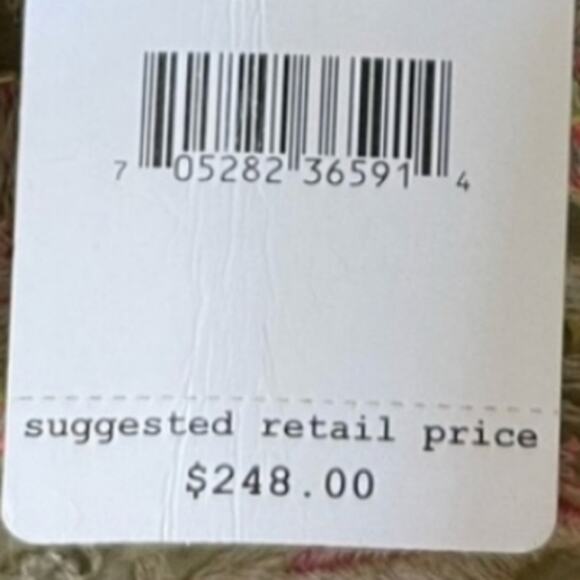 7 05282 36591 4
suggested retail price
$248.00